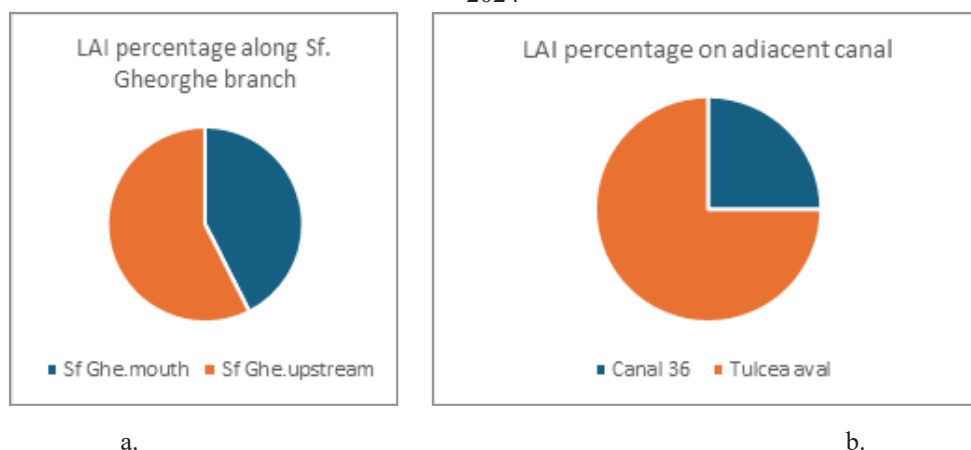 2024
LAI percentage along Sf.
Gheorghe branch
Sf Ghe.mouth Sf Ghe.upstream
LAI percentage on adiacent canal
Canal 36 Tulcea aval
a. b.